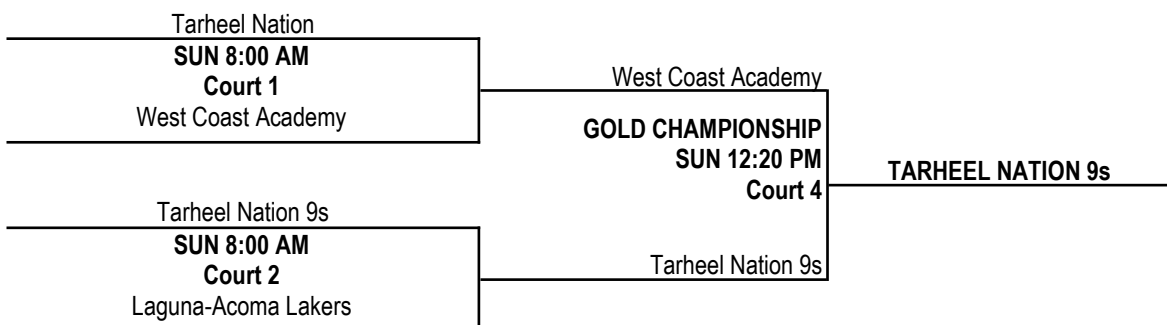 Tarheel Nation
SUN 8:00 AM
Court 1
West Coast Academy
West Coast Academy
GOLD CHAMPIONSHIP
SUN 12:20 PM
Court 4
TARHEEL NATION 9s
Tarheel Nation 9s
SUN 8:00 AM
Court 2
Laguna-Acoma Lakers
Tarheel Nation 9s